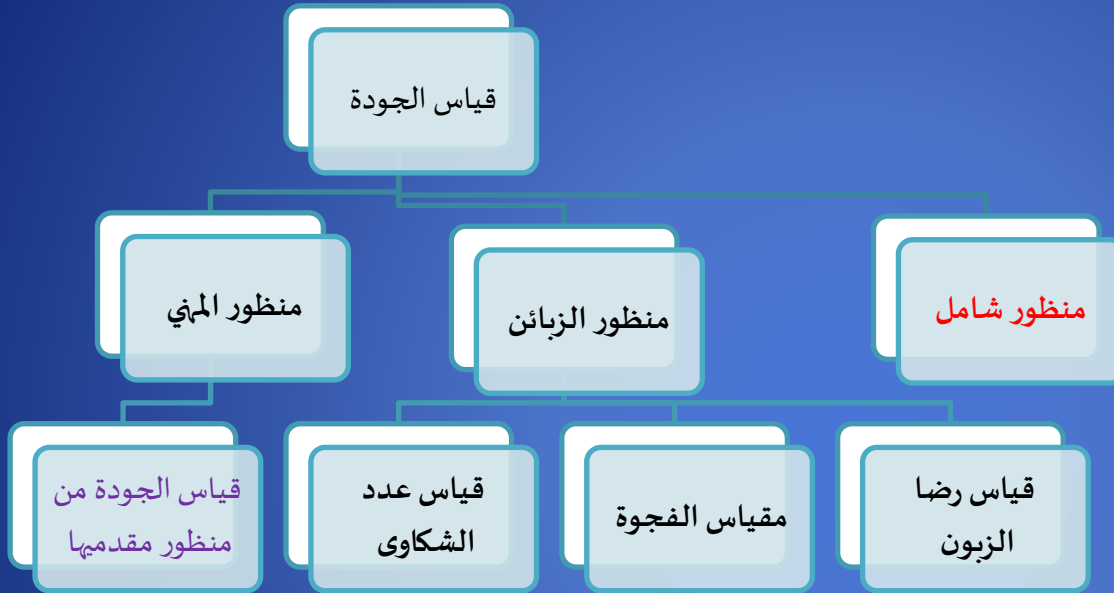 قياس الجودة
منظور شامل
منظور الزبائن
منظور المهني
قياس رضا
الزبون
مقياس الفجوة
قياس عدد
الشكاوى
قياس الجودة من
منظور مقدميها